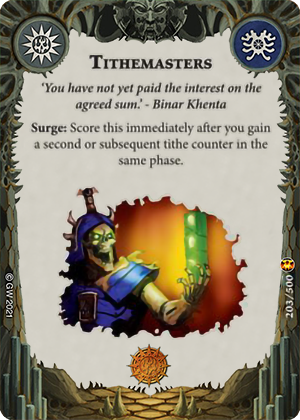 TITHEMASTERS
'You have not yet paid the interest on the
agreed sum.' - Binar Khenta
Surge: Score this immediately after you gain
a second or subsequent tithe counter in the
same phase.
© GW 2021
203/500